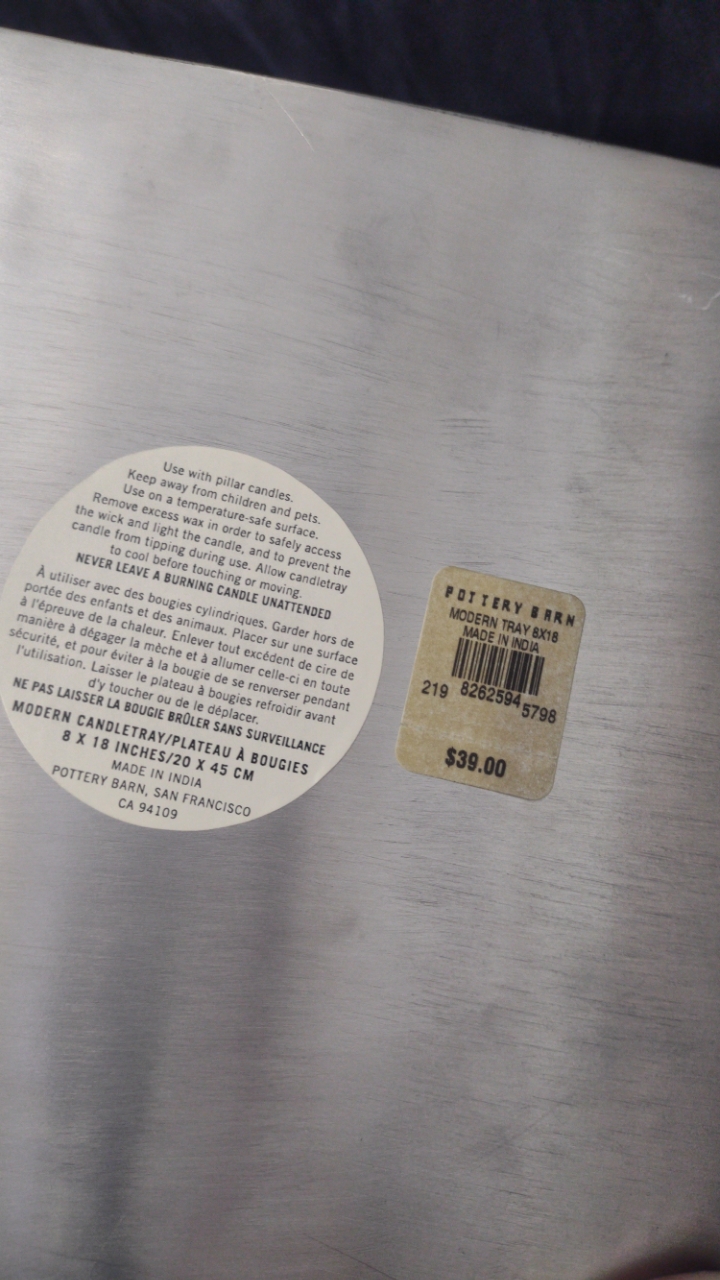 Use with pillar candles.
Keep away from children and pets.
Use on a temperature-safe surface.
Remove excess wax in order to safely access
the wick and light the candle, and to prevent the
candle from tipping during use. Allow candletray
to cool before touching or moving.
NEVER LEAVE A BURNING CANDLE UNATTENDED
À utiliser avec des bougies cylindriques. Garder hors de
portée des enfants et des animaux. Placer sur une surface
à l'épreuve de la chaleur. Enlever tout excédent de cire de
manière à dégager la mèche et à allumer celle-ci en toute
sécurité, et pour éviter à la bougie de se renverser pendant
l'utilisation. Laisser le plateau à bougies refroidir avant
d'y toucher ou de le déplacer.
NE PAS LAISSER LA BOUGIE BRÛLER SANS SURVEILLANCE
MODERN CANDLETRAY/PLATEAU À BOUGIES
8 X 18 INCHES/20 X 45 CM
MADE IN INDIA
POTTERY BARN, SAN FRANCISCO
CA 94109
POTTERY BARN
MODERN TRAY 8X18
MADE IN INDIA
219 8262594 5798
$39.00